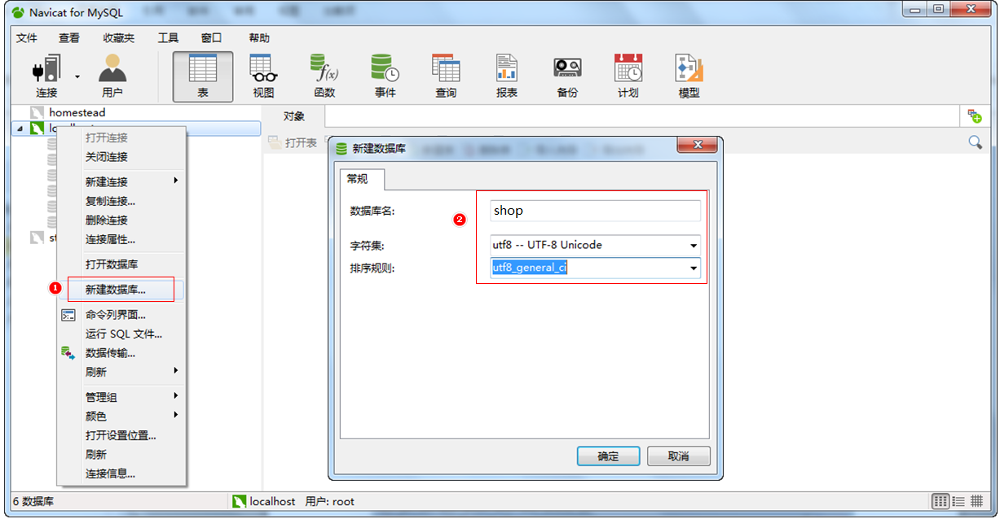 Navicat for MySQL
文件 查看 收藏夹 工具 窗口 帮助
连接 用户 表 视图 函数 事件 查询 报表 备份 计划 模型
homestead
对象
打开表
打开连接
关闭连接
新建连接
复制连接...
删除连接
连接属性...
打开数据库
1
新建数据库...
命令列界面...
运行 SQL 文件...
数据传输...
刷新
管理组
颜色
打开设置位置...
刷新
连接信息...
新建数据库
常规
数据库名:
2
shop
字符集:
utf8 -- UTF-8 Unicode
排序规则:
utf8_general_ci
确定 取消
6 数据库 localhost 用户: root